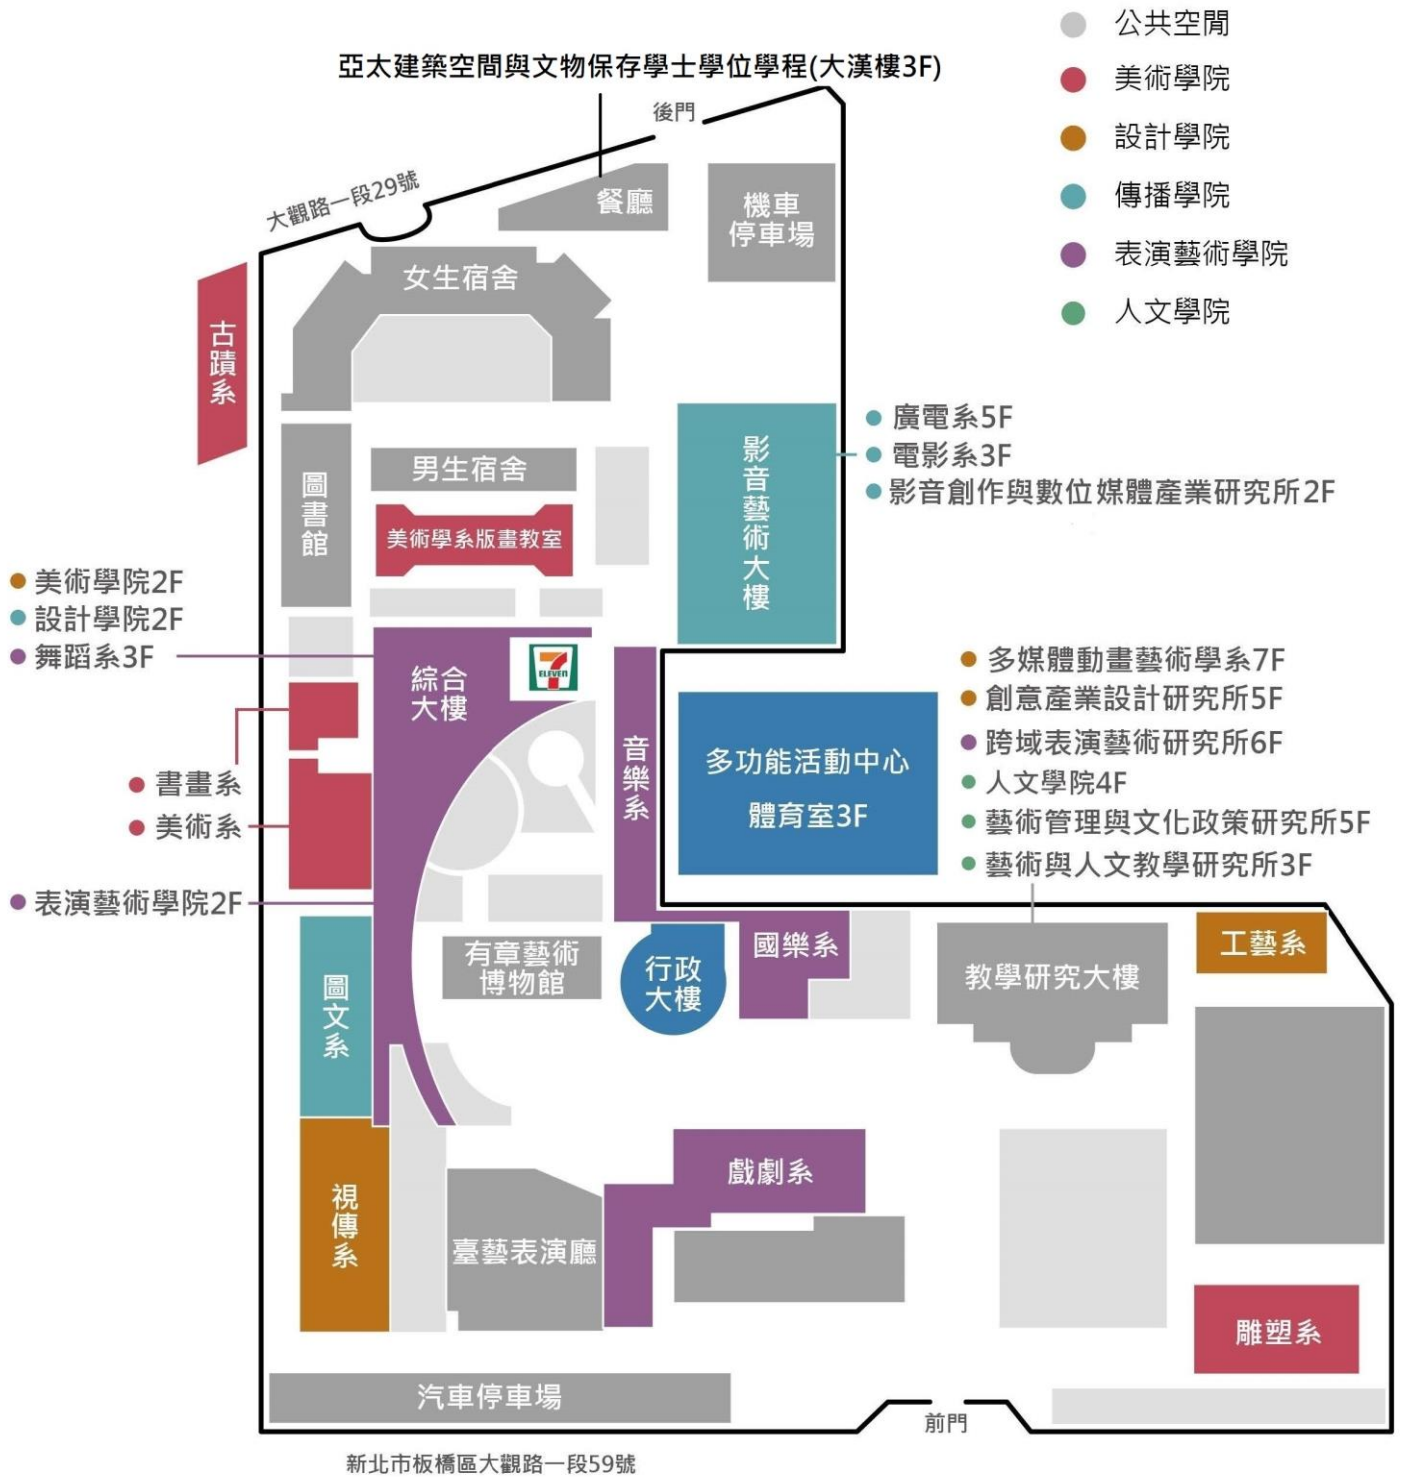 公共空閒
美術學院
設計學院
傳播學院
表演藝術學院
人文學院
亞太建築空間與文物保存學士學位學程(大漢樓3F)
後門
大觀路一段29號
餐廳
機車
停車場
女生宿舍
古蹟系
男生宿舍
圖書館
美術學系版畫教室
影音藝術大樓
廣電系5F
電影系3F
影音創作與數位媒體產業研究所2F
美術學院2F
設計學院2F
舞蹈系3F
綜合
大樓
7
ELEVEN
音樂系
多功能活動中心
體育室3F
多媒體動畫藝術學系7F
創意產業設計研究所5F
跨域表演藝術研究所6F
人文學院4F
藝術管理與文化政策研究所5F
藝術與人文教學研究所3F
書畫系
美術系
表演藝術學院2F
有章藝術
博物館
行政
大樓
國樂系
教學研究大樓
工藝系
圖文系
視傳系
臺藝表演廳
戲劇系
雕塑系
汽車停車場
前門
新北市板橋區大觀路一段59號